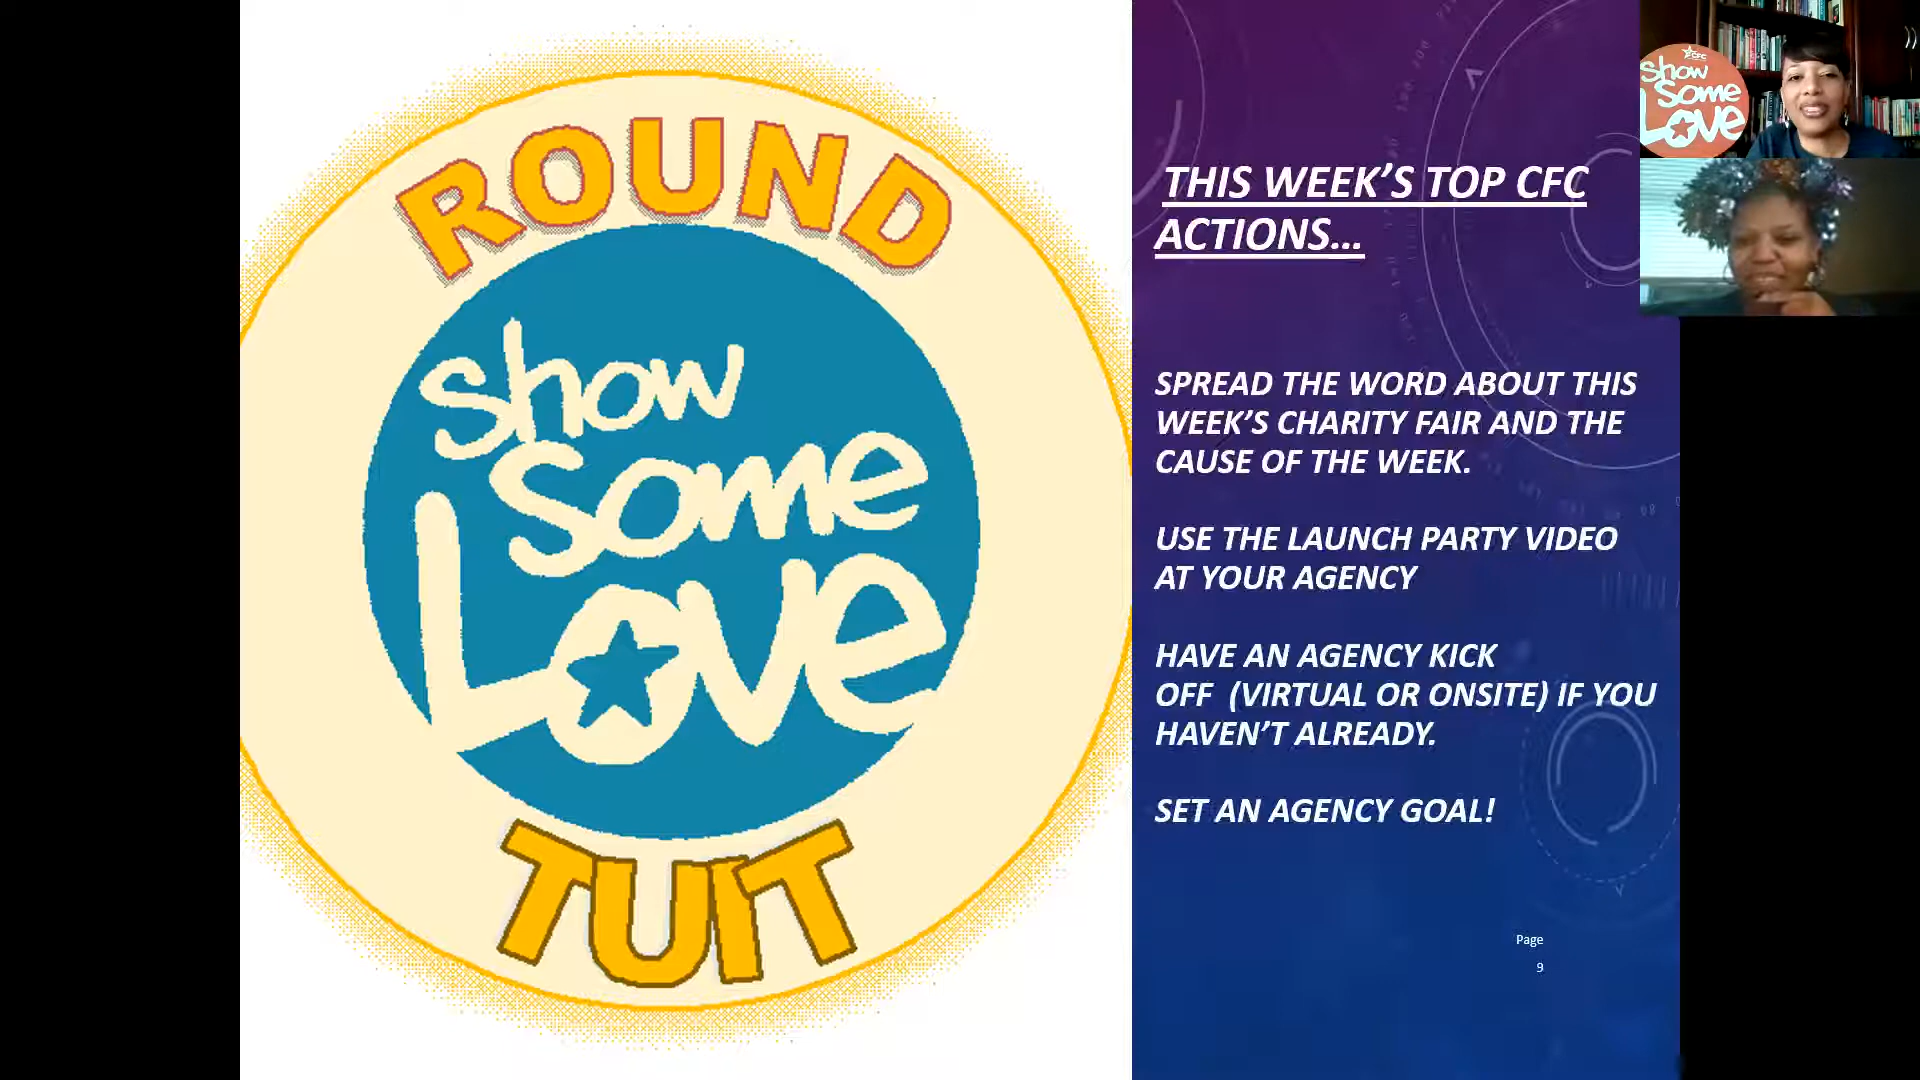 ROUND
show
some
Love
TUIT
THIS WEEK’S TOP CFC
ACTIONS…
SPREAD THE WORD ABOUT THIS
WEEK’S CHARITY FAIR AND THE
CAUSE OF THE WEEK.
USE THE LAUNCH PARTY VIDEO
AT YOUR AGENCY
HAVE AN AGENCY KICK
OFF (VIRTUAL OR ONSITE) IF YOU
HAVEN’T ALREADY.
SET AN AGENCY GOAL!
Page
9
CFC
Show
Some
Love